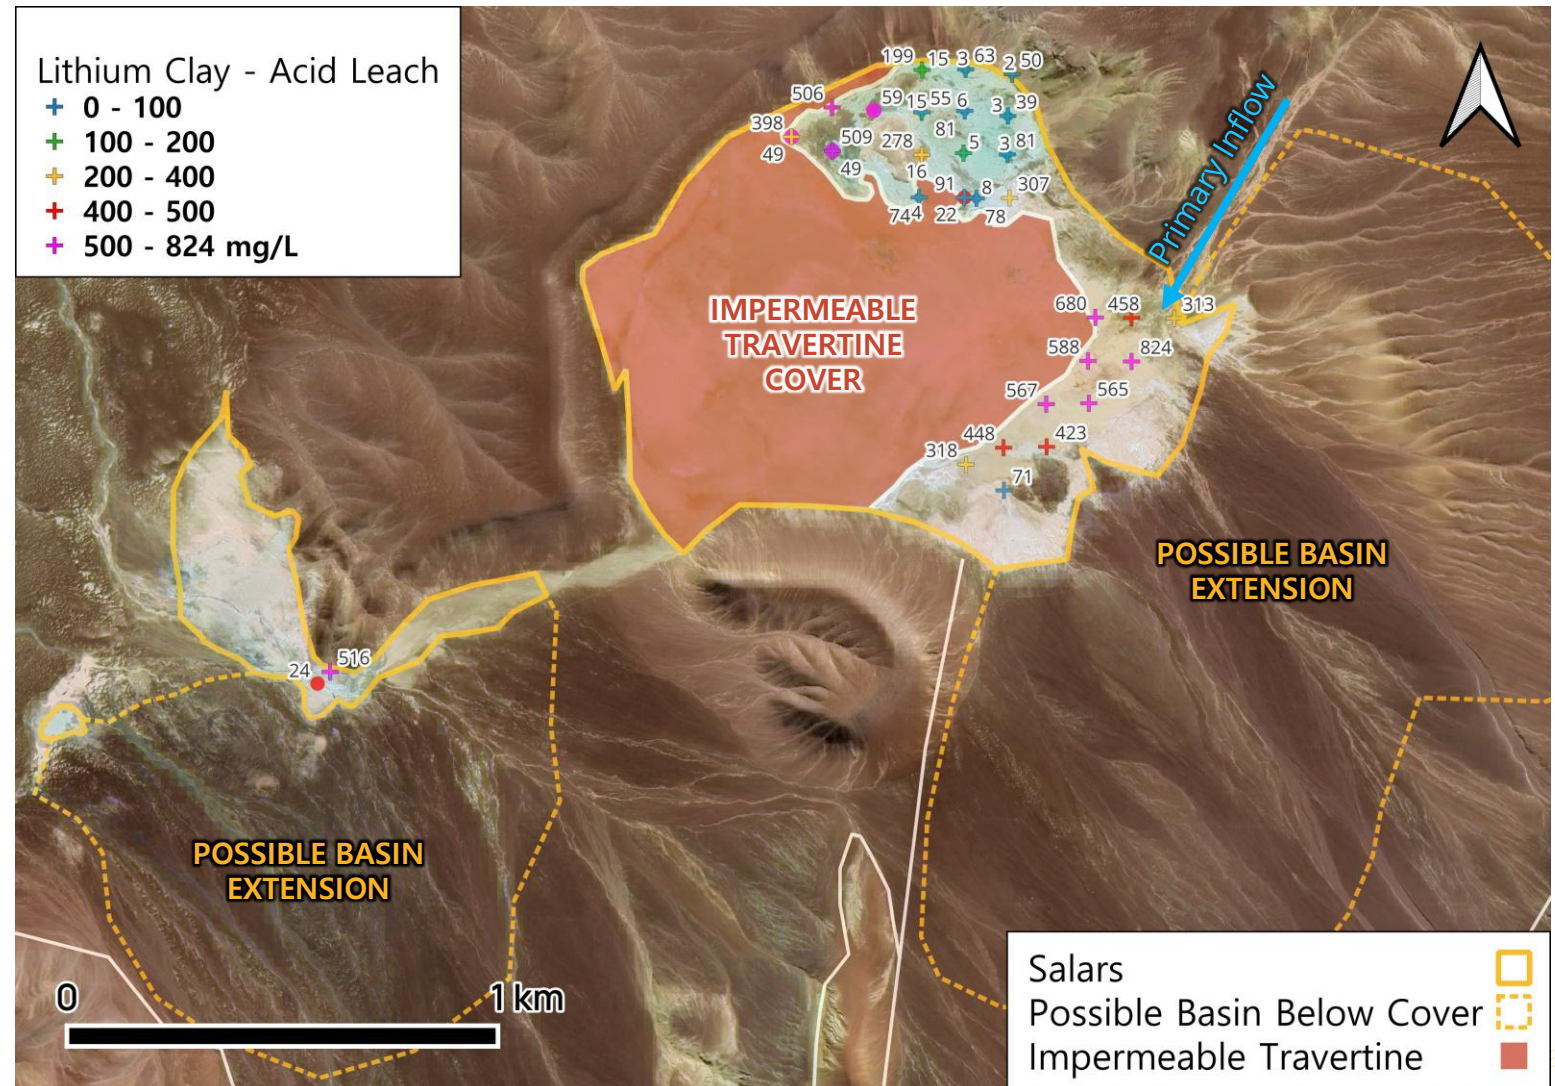 Lithium Clay - Acid Leach
0 - 100
100 - 200
200 - 400
400 - 500
500 - 824 mg/L
199 15 3 63 2 50
506 59 15 55 6 3 39
398 49 509 278 81 5 3 81
49 16 91 8 307
744 22 78
Primary Inflow
IMPERMEABLE
TRAVERTINE
COVER
680 458 313
588 824
567 565
448 423
318
71
POSSIBLE BASIN
EXTENSION
24 516
POSSIBLE BASIN
EXTENSION
0 1 km
Salars
Possible Basin Below Cover
Impermeable Travertine